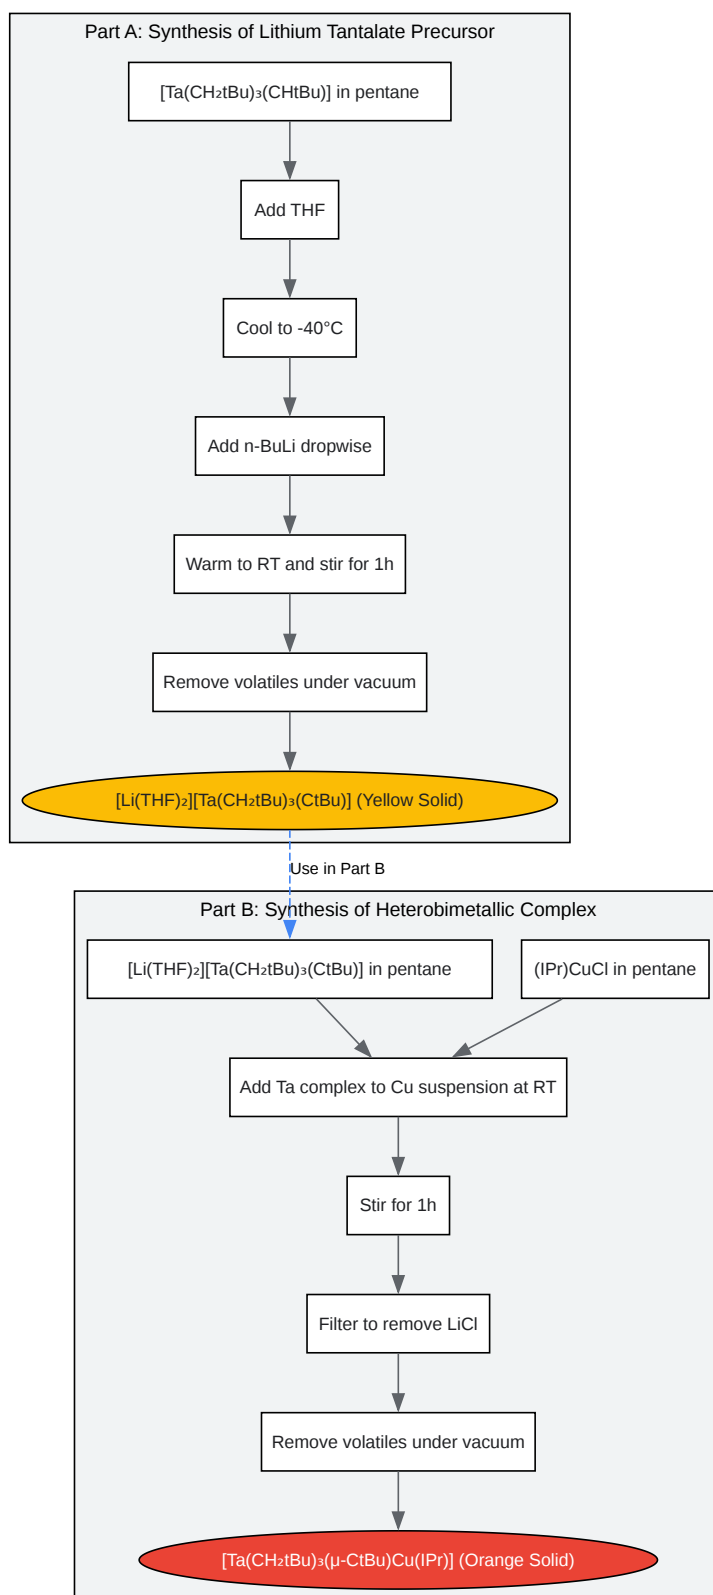 Part A: Synthesis of Lithium Tantalate Precursor
[Ta(CH₂tBu)₃(CHtBu)] in pentane
Add THF
Cool to -40°C
Add n-BuLi dropwise
Warm to RT and stir for 1h
Remove volatiles under vacuum
[Li(THF)₂][Ta(CH₂tBu)₃(CtBu)] (Yellow Solid)
Use in Part B
Part B: Synthesis of Heterobimetallic Complex
[Li(THF)₂][Ta(CH₂tBu)₃(CtBu)] in pentane
(IPr)CuCl in pentane
Add Ta complex to Cu suspension at RT
Stir for 1h
Filter to remove LiCl
Remove volatiles under vacuum
[Ta(CH₂tBu)₃(μ-CtBu)Cu(IPr)] (Orange Solid)